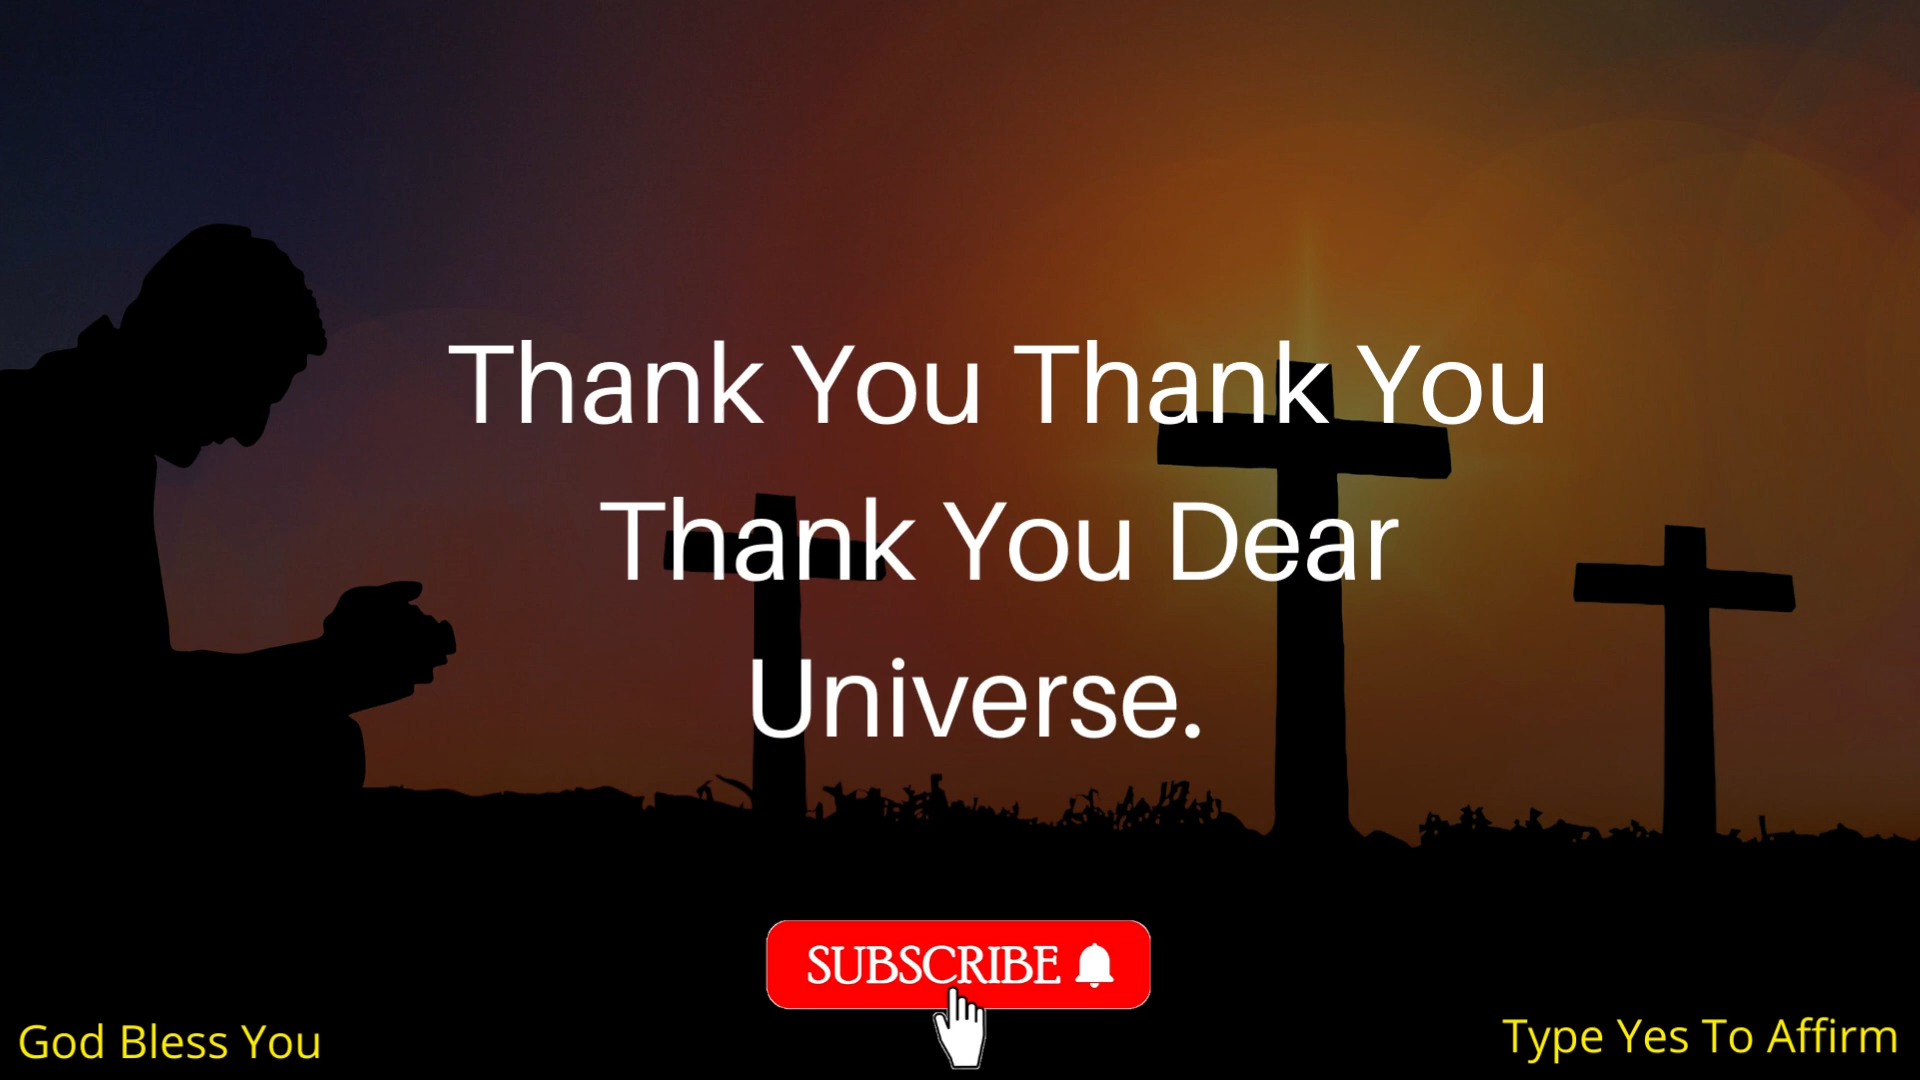 Thank You Thank You
Thank You Dear
Universe.
SUBSCRIBE
God Bless You
Type Yes To Affirm